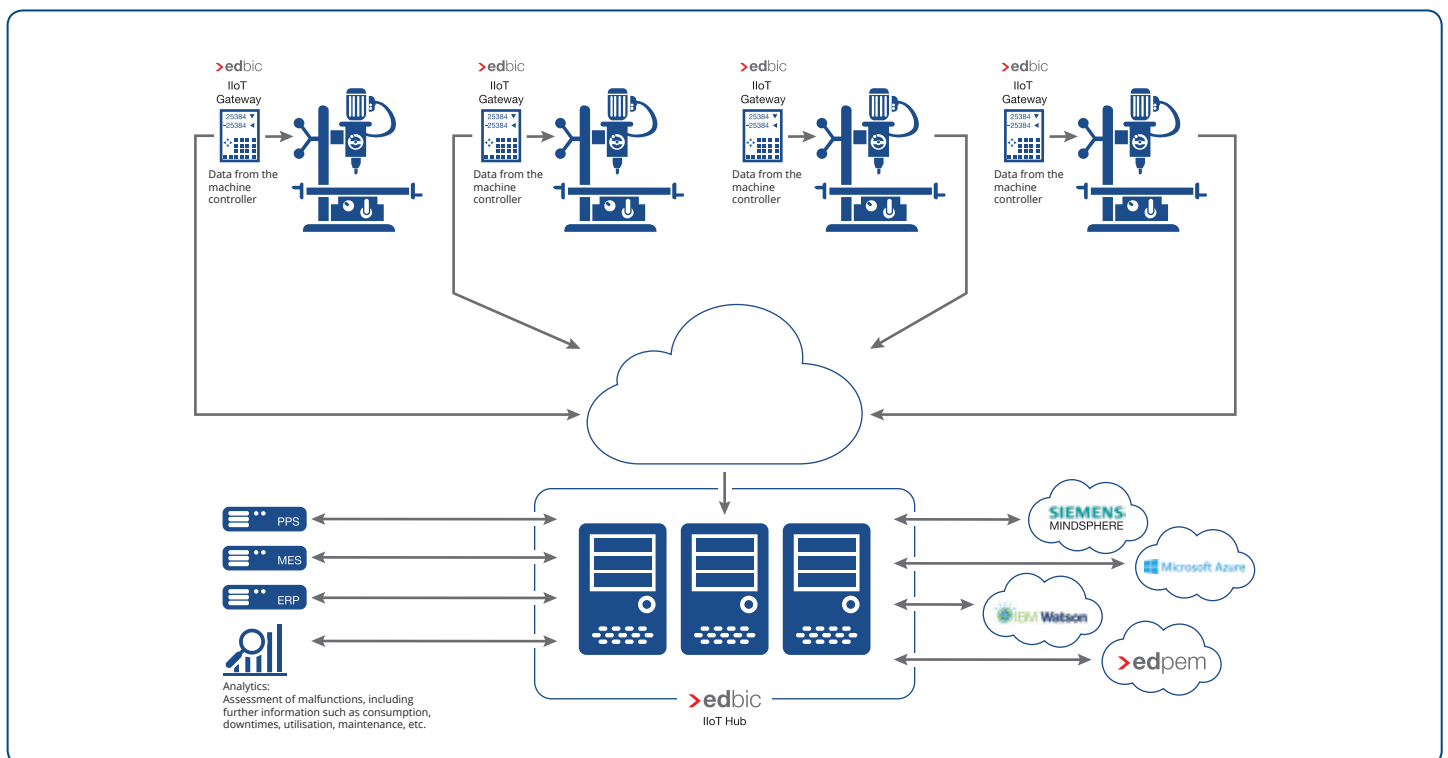 edbic
IIoT
Gateway
25384
-25384
Data from the
machine
controller
edbic
IIoT
Gateway
25384
-25384
Data from the
machine
controller
edbic
IIoT
Gateway
25384
-25384
Data from the
machine
controller
edbic
IIoT
Gateway
25384
-25384
Data from the
machine
controller
PPS
MES
ERP
Analytics:
Assessment of malfunctions, including
further information such as consumption,
downtimes, utilisation, maintenance, etc.
edbic
IIoT Hub
SIEMENS
MINDSPHERE
Microsoft Azure
IBM Watson
edpem